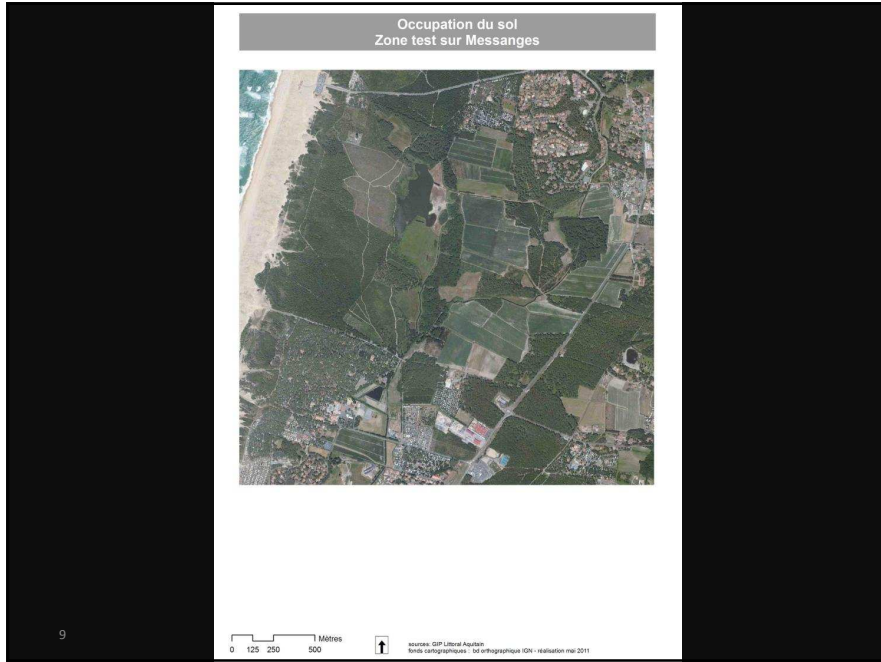 Occupation du sol
Zone test sur Messanges
Mètres
0 125 250 500
sources: GIP Littoral Aquitain
fonds cartographiques : bd orthographique IGN - réalisation mai 2011
9